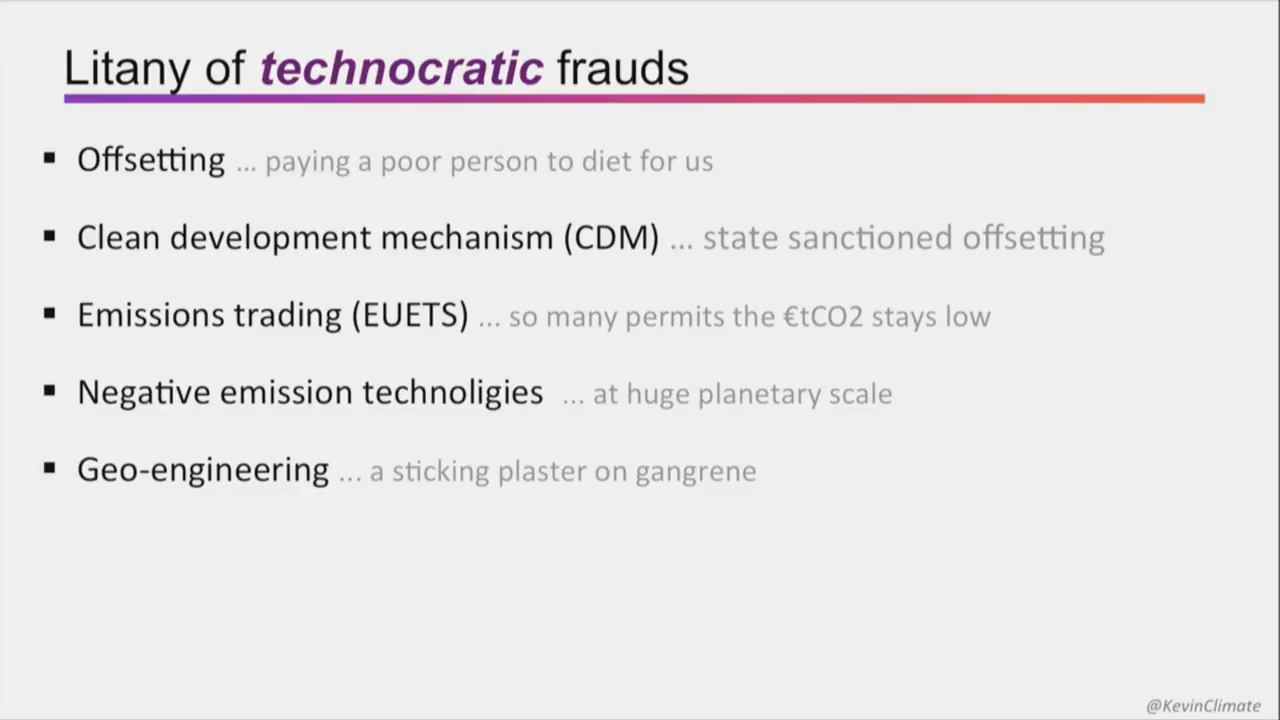 Litany of technocratic frauds
▪ Offsetting ... paying a poor person to diet for us
▪ Clean development mechanism (CDM) ... state sanctioned offsetting
▪ Emissions trading (EUETS) ... so many permits the €tCO2 stays low
▪ Negative emission technoligies ... at huge planetary scale
▪ Geo-engineering ... a sticking plaster on gangrene
@KevinClimate